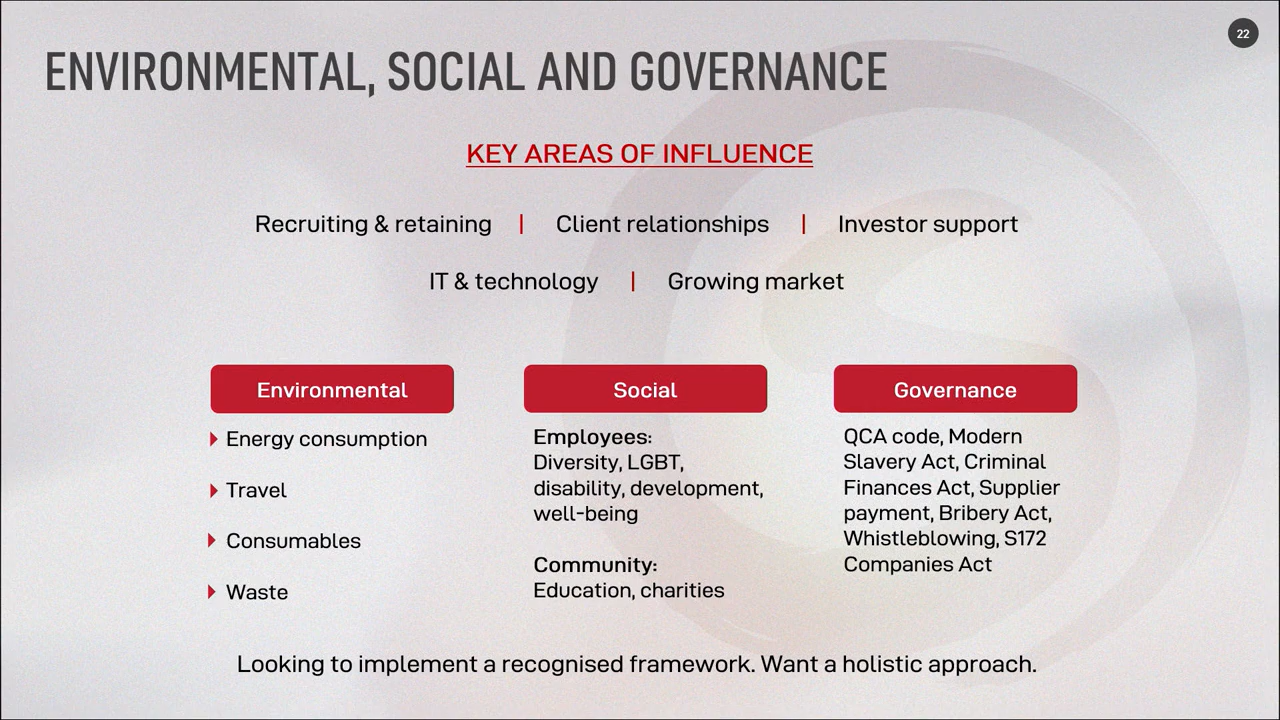 22
ENVIRONMENTAL, SOCIAL AND GOVERNANCE
KEY AREAS OF INFLUENCE
Recruiting & retaining | Client relationships | Investor support
IT & technology | Growing market
Environmental
Energy consumption
Travel
Consumables
Waste
Social
Employees:
Diversity, LGBT,
disability, development,
well-being
Community:
Education, charities
Governance
QCA code, Modern
Slavery Act, Criminal
Finances Act, Supplier
payment, Bribery Act,
Whistleblowing, S172
Companies Act
Looking to implement a recognised framework. Want a holistic approach.